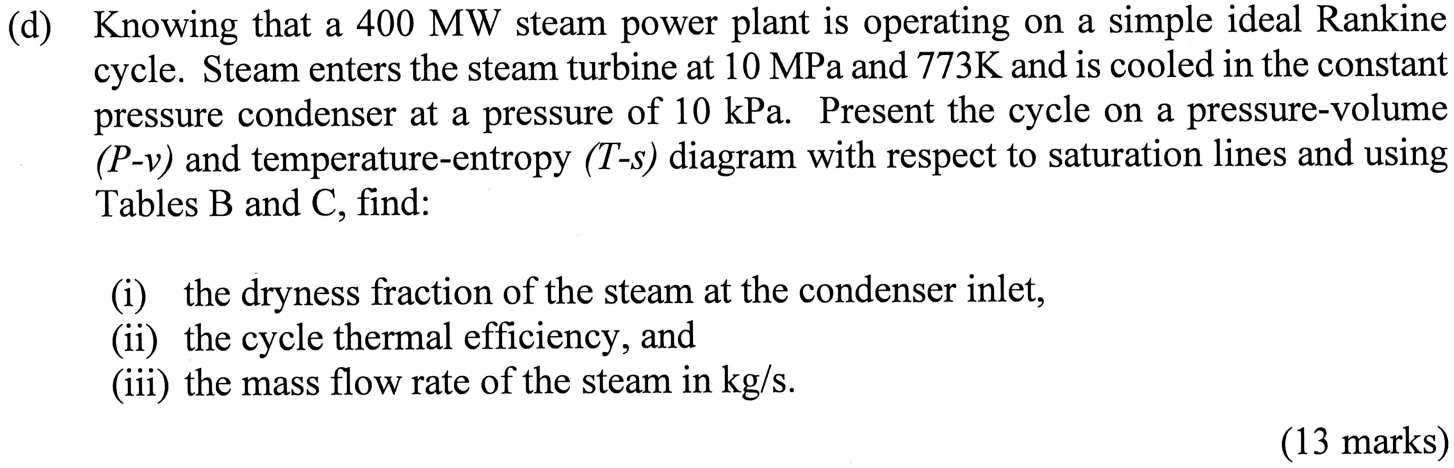 (d) Knowing that a 400 MW steam power plant is operating on a simple ideal Rankine
cycle. Steam enters the steam turbine at 10 MPa and 773K and is cooled in the constant
pressure condenser at a pressure of 10 kPa. Present the cycle on a pressure-volume
(P-v) and temperature-entropy (T-s) diagram with respect to saturation lines and using
Tables B and C, find:
(i) the dryness fraction of the steam at the condenser inlet,
(ii) the cycle thermal efficiency, and
(iii) the mass flow rate of the steam in kg/s.
(13 marks)